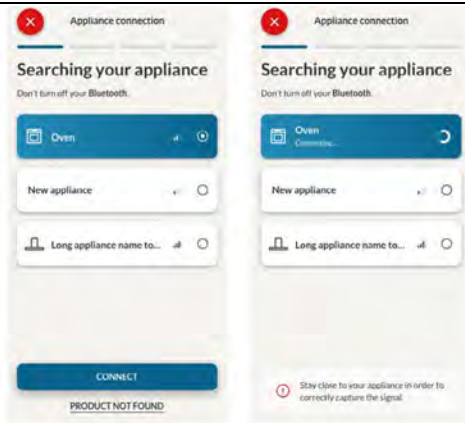 Appliance connection
Searching your appliance
Don't turn off your Bluetooth.
Oven
New appliance
Long appliance name to...
CONNECT
PRODUCT NOT FOUND
Appliance connection
Searching your appliance
Don't turn off your Bluetooth.
Oven
Connecting...
New appliance
Long appliance name to...
Stay close to your appliance in order to
correctly capture the signal.